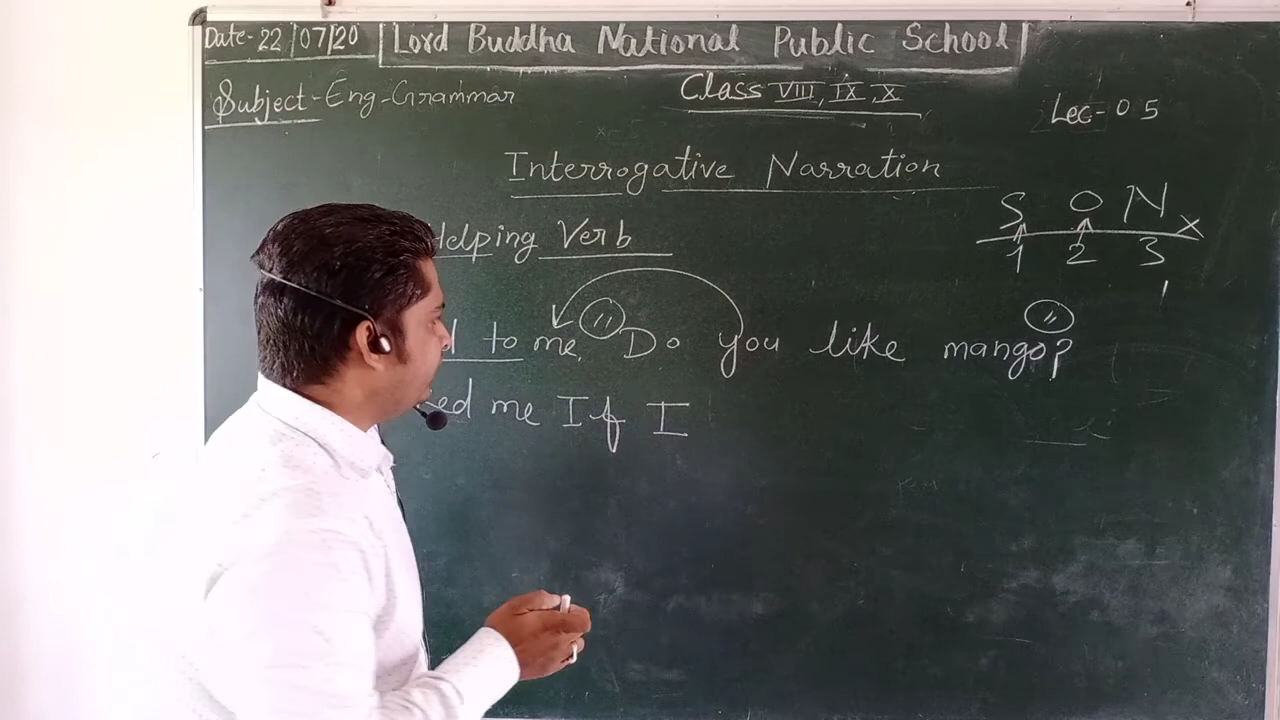 Date-22/07/20 Lord Buddha National Public School
Subject-Eng-Grammar Class VIII, IX, X Lec-05
Interrogative Narration
S O N x
1 2 3
Helping Verb
to me, " Do you like mango? "
me If I